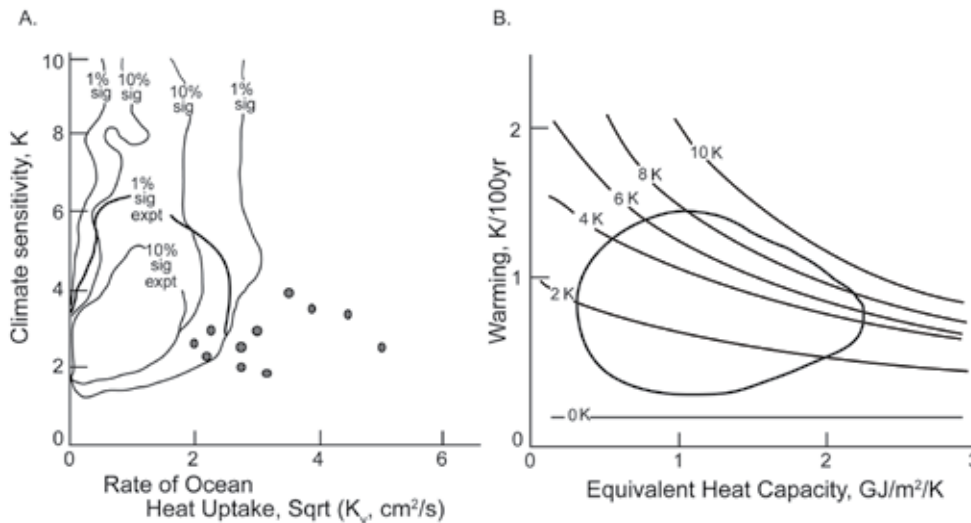 A.
10
8
6
4
2
0
0
2
4
6
Climate sensitivity, K
1%
sig
10%
sig
10%
sig
1%
sig
1%
sig
expt
10%
sig
expt
Rate of Ocean
Heat Uptake, Sqrt (Kv, cm²/s)
B.
2
1
0
0
1
2
3
Warming, K/100yr
10 K
8 K
6 K
4 K
2 K
0 K
Equivalent Heat Capacity, GJ/m²/K